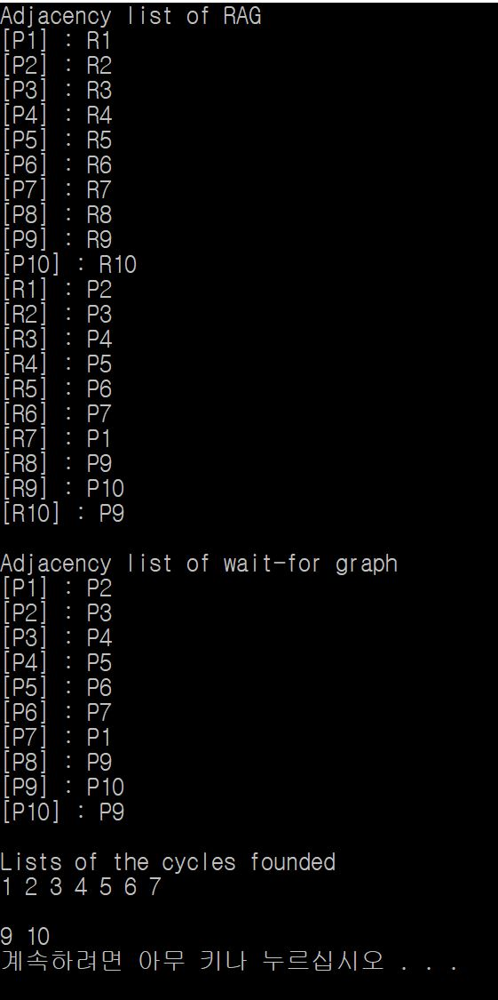 Adjacency list of RAG
[P1] : R1
[P2] : R2
[P3] : R3
[P4] : R4
[P5] : R5
[P6] : R6
[P7] : R7
[P8] : R8
[P9] : R9
[P10] : R10
[R1] : P2
[R2] : P3
[R3] : P4
[R4] : P5
[R5] : P6
[R6] : P7
[R7] : P1
[R8] : P9
[R9] : P10
[R10] : P9
Adjacency list of wait-for graph
[P1] : P2
[P2] : P3
[P3] : P4
[P4] : P5
[P5] : P6
[P6] : P7
[P7] : P1
[P8] : P9
[P9] : P10
[P10] : P9
Lists of the cycles founded
1 2 3 4 5 6 7
9 10
계속하려면 아무 키나 누르십시오 . . .